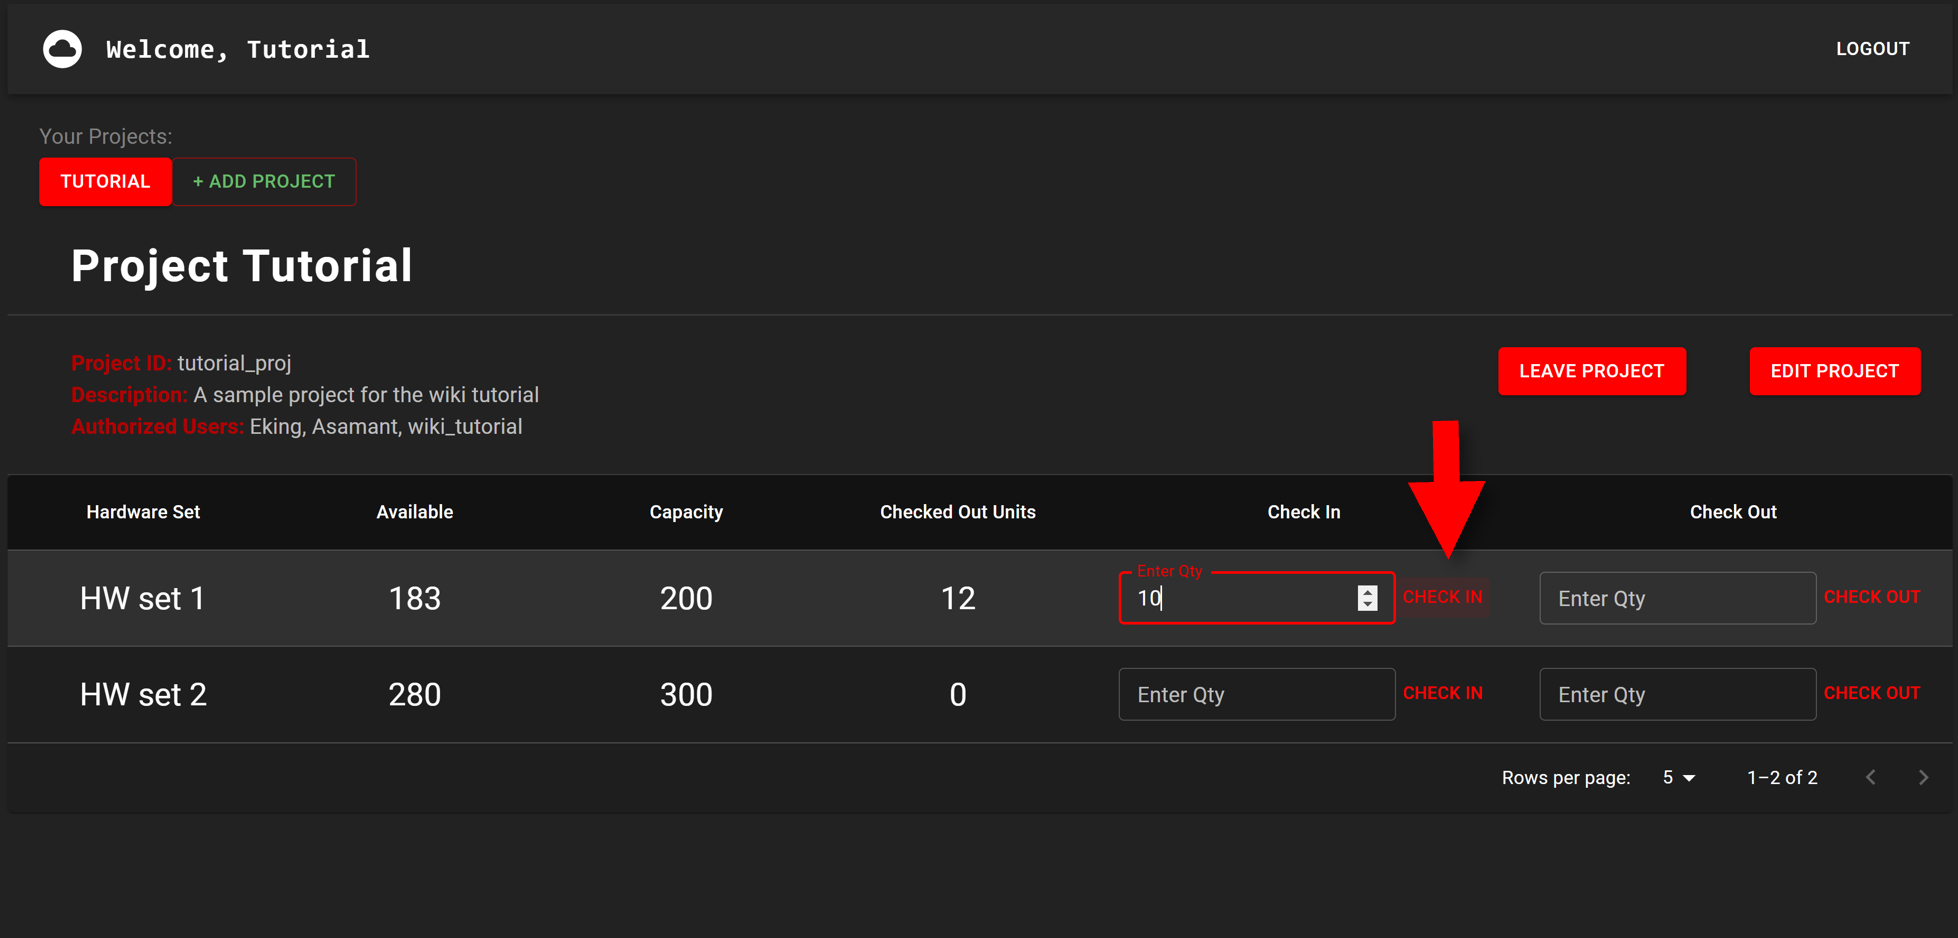 Welcome, Tutorial
LOGOUT
Your Projects:
TUTORIAL
+ ADD PROJECT
Project Tutorial
Project ID: tutorial_proj
Description: A sample project for the wiki tutorial
Authorized Users: Eking, Asamant, wiki_tutorial
LEAVE PROJECT
EDIT PROJECT
Hardware Set Available Capacity Checked Out Units Check In Check Out
Enter Qty
HW set 1 183 200 12 10 CHECK IN Enter Qty CHECK OUT
HW set 2 280 300 0 Enter Qty CHECK IN Enter Qty CHECK OUT
Rows per page: 5 1–2 of 2